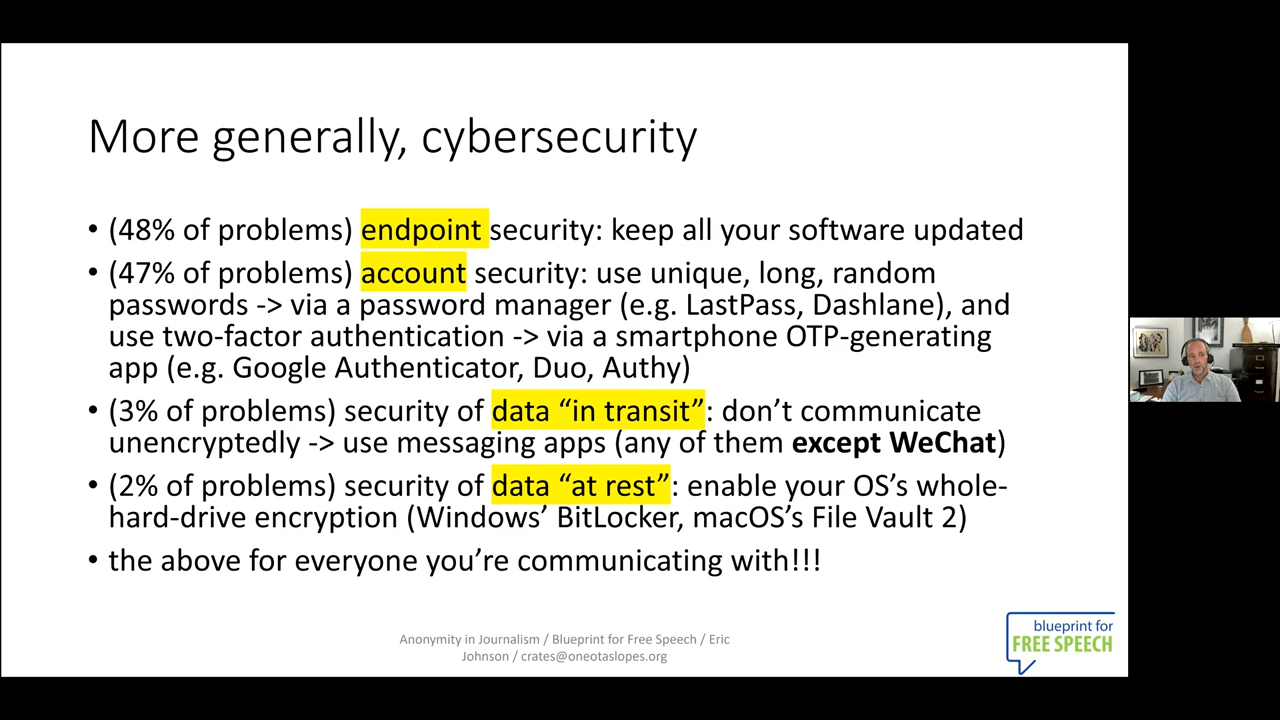 More generally, cybersecurity
• (48% of problems) endpoint security: keep all your software updated
• (47% of problems) account security: use unique, long, random
passwords -> via a password manager (e.g. LastPass, Dashlane), and
use two-factor authentication -> via a smartphone OTP-generating
app (e.g. Google Authenticator, Duo, Authy)
• (3% of problems) security of data “in transit”: don’t communicate
unencryptedly -> use messaging apps (any of them except WeChat)
• (2% of problems) security of data “at rest”: enable your OS’s whole-
hard-drive encryption (Windows’ BitLocker, macOS’s File Vault 2)
• the above for everyone you’re communicating with!!!
Anonymity in Journalism / Blueprint for Free Speech / Eric
Johnson / crates@oneotaslopes.org
blueprint for
FREE SPEECH